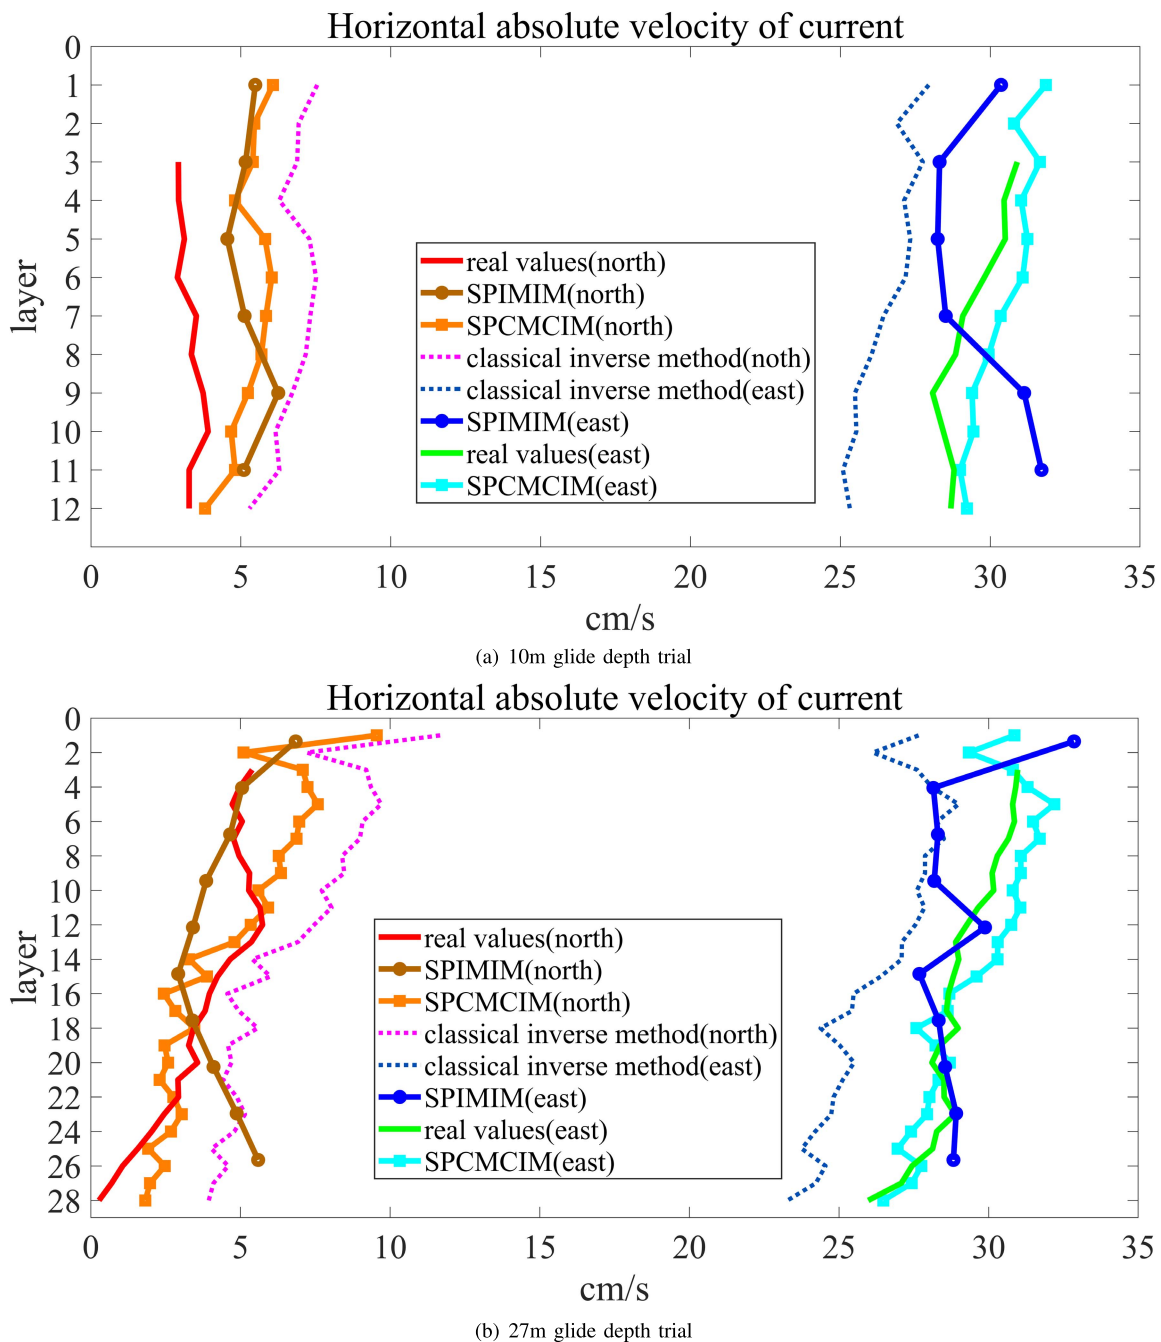 Horizontal absolute velocity of current
0
1
2
3
4
5
6
7
8
9
10
11
12
layer
real values(north)
SPIMIM(north)
SPCMCIM(north)
classical inverse method(noth)
classical inverse method(east)
SPIMIM(east)
real values(east)
SPCMCIM(east)
0 5 10 15 20 25 30 35
cm/s
(a) 10m glide depth trial
Horizontal absolute velocity of current
0
2
4
6
8
10
12
14
16
18
20
22
24
26
28
layer
real values(north)
SPIMIM(north)
SPCMCIM(north)
classical inverse method(north)
classical inverse method(east)
SPIMIM(east)
real values(east)
SPCMCIM(east)
0 5 10 15 20 25 30 35
cm/s
(b) 27m glide depth trial